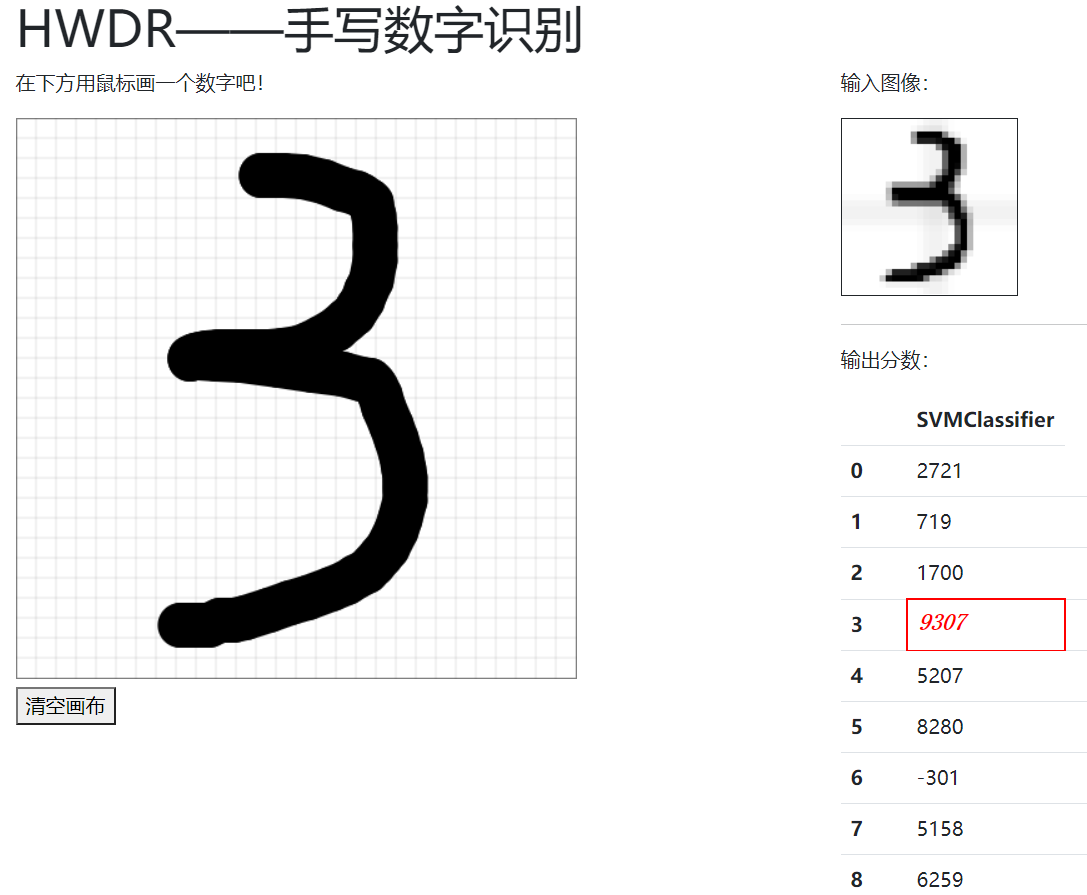 HWDR——手写数字识别
在下方用鼠标画一个数字吧！
3
清空画布
输入图像：
3
输出分数：
SVMClassifier
0 2721
1 719
2 1700
3 9307
4 5207
5 8280
6 -301
7 5158
8 6259